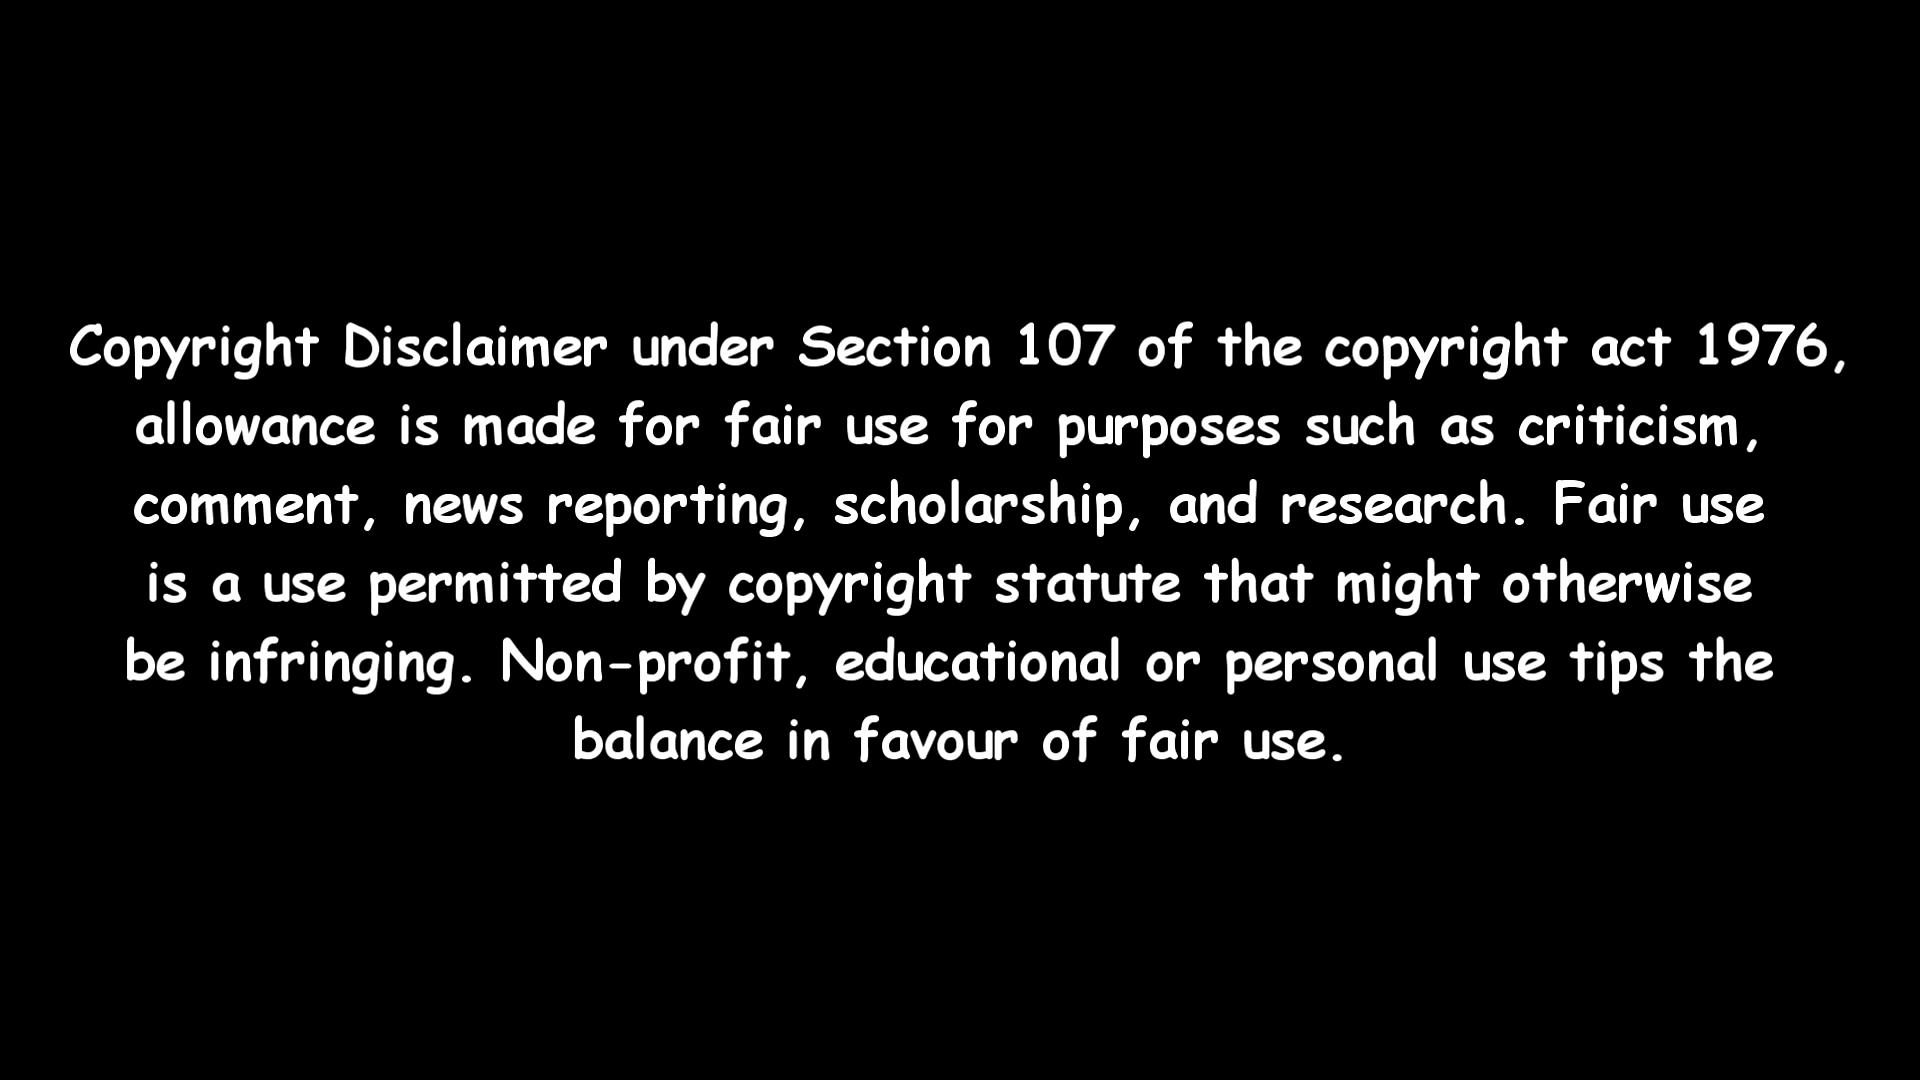 Copyright Disclaimer under Section 107 of the copyright act 1976,
allowance is made for fair use for purposes such as criticism,
comment, news reporting, scholarship, and research. Fair use
is a use permitted by copyright statute that might otherwise
be infringing. Non-profit, educational or personal use tips the
balance in favour of fair use.